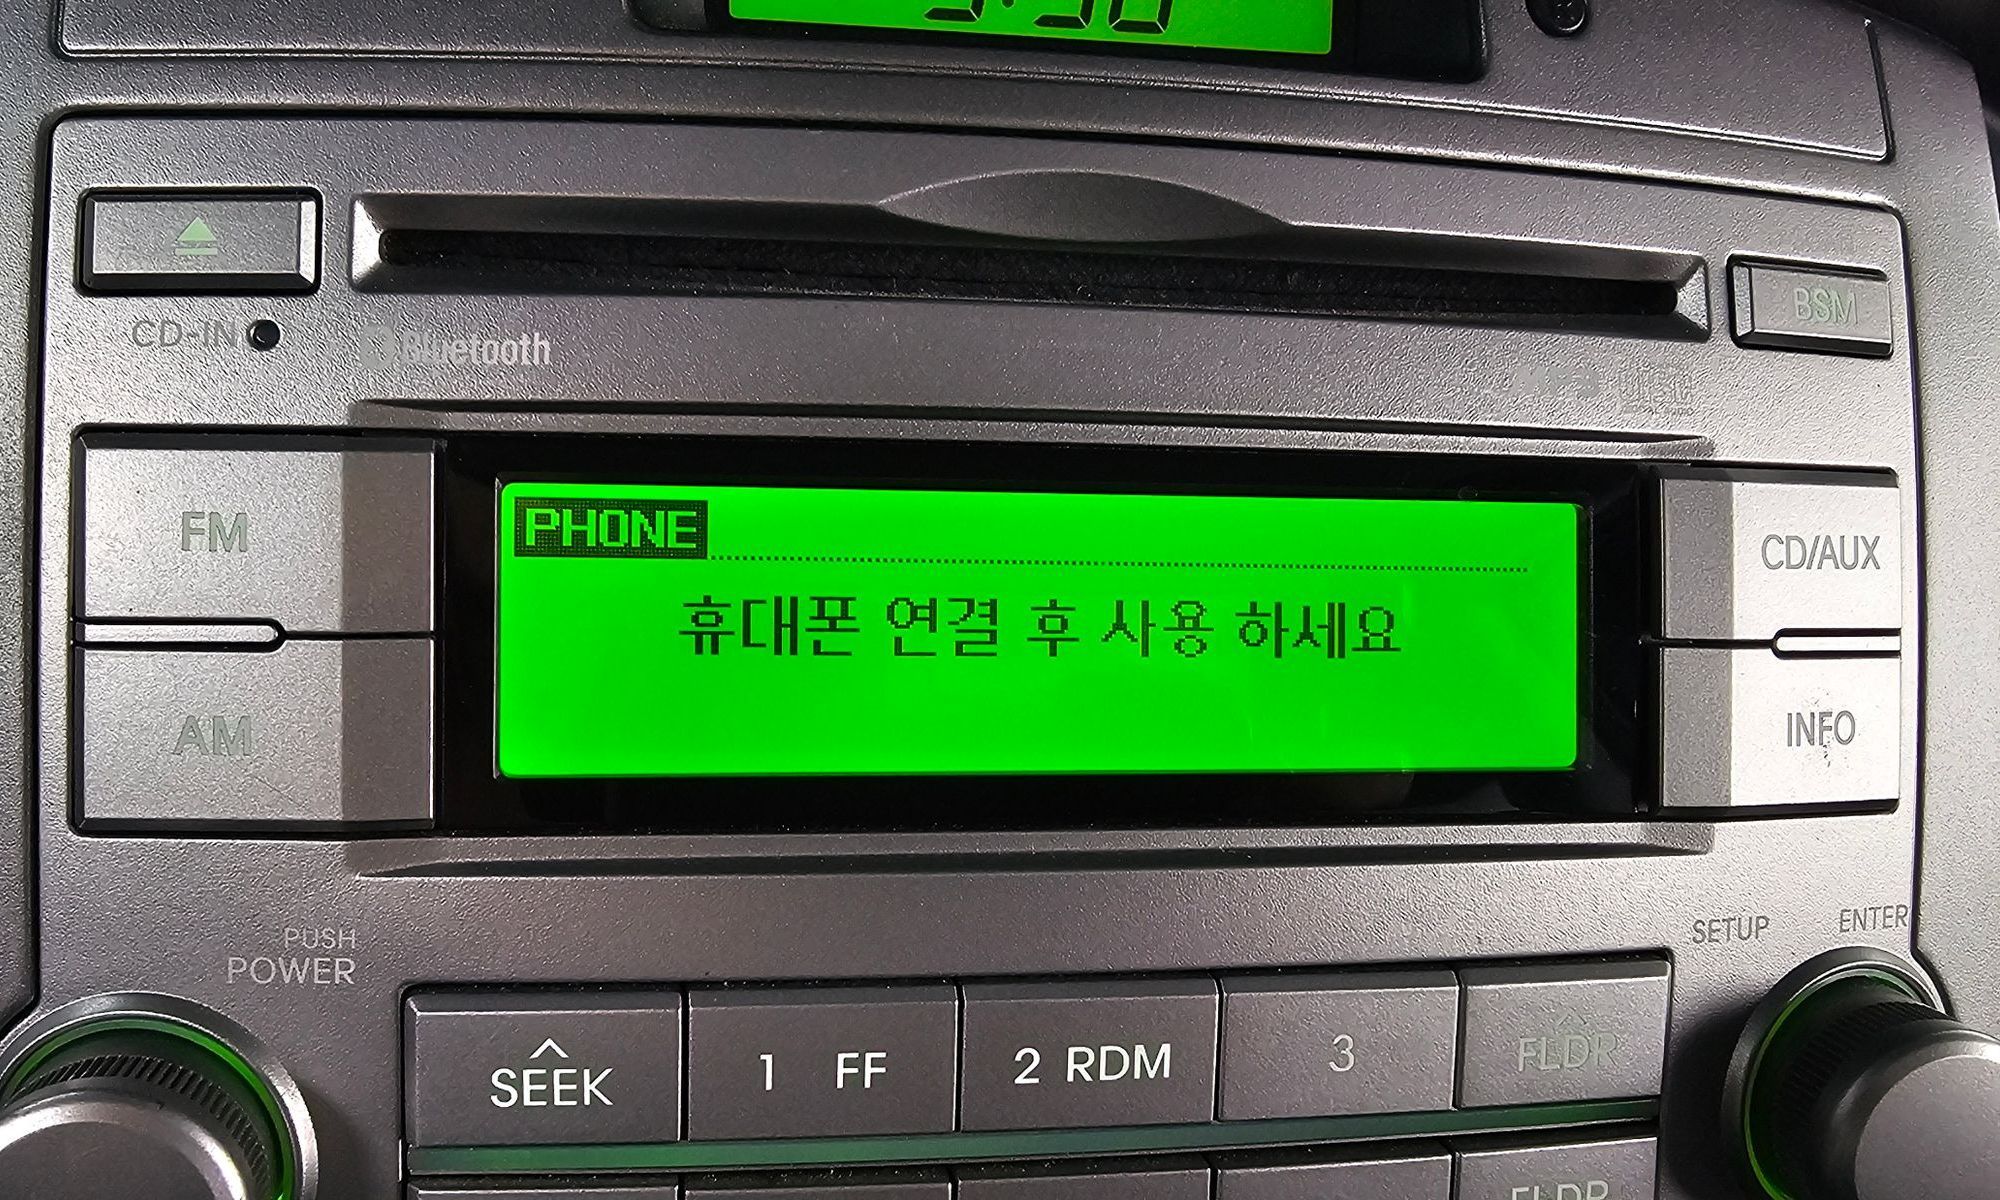 CD-IN
Bluetooth
BSM
FM
AM
PHONE
휴대폰 연결 후 사용 하세요
CD/AUX
INFO
PUSH
POWER
SETUP
ENTER
SEEK
1 FF
2 RDM
3
FLDR
FLDR